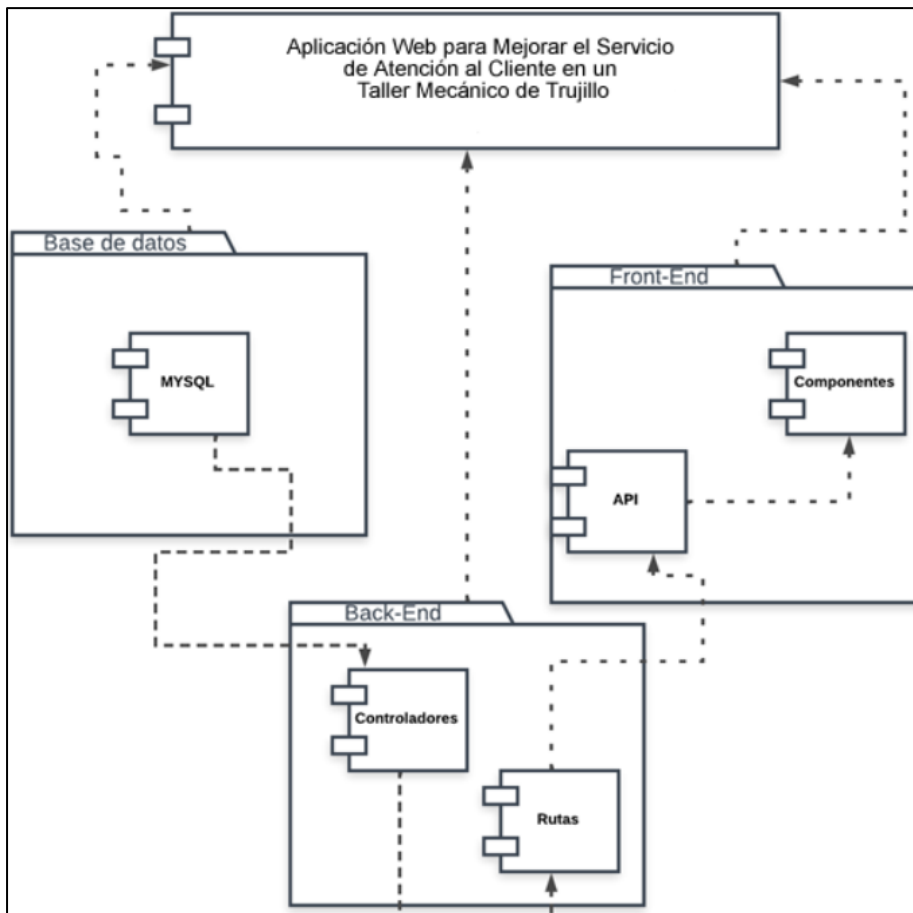 Aplicación Web para Mejorar el Servicio
de Atención al Cliente en un
Taller Mecánico de Trujillo
Base de datos
MYSQL
Front-End
Componentes
API
Back-End
Controladores
Rutas